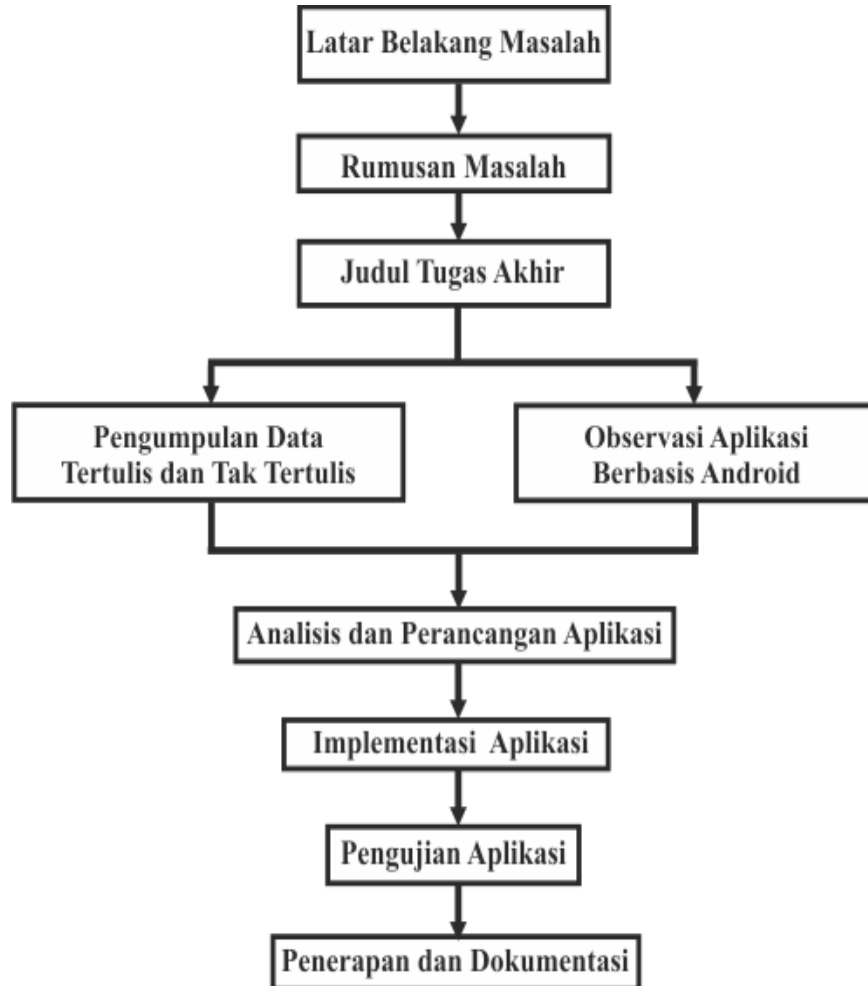 Latar Belakang Masalah
Rumusan Masalah
Judul Tugas Akhir
Pengumpulan Data
Tertulis dan Tak Tertulis
Observasi Aplikasi
Berbasis Android
Analisis dan Perancangan Aplikasi
Implementasi Aplikasi
Pengujian Aplikasi
Penerapan dan Dokumentasi